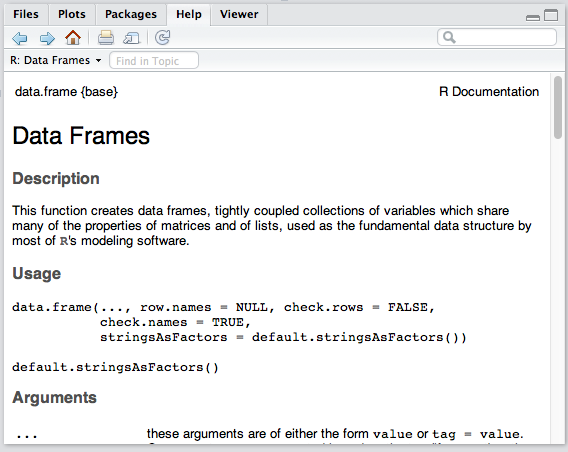 Files Plots Packages Help Viewer
R: Data Frames Find in Topic
data.frame {base} R Documentation
Data Frames
Description
This function creates data frames, tightly coupled collections of variables which share
many of the properties of matrices and of lists, used as the fundamental data structure by
most of R's modeling software.
Usage
data.frame(..., row.names = NULL, check.rows = FALSE,
check.names = TRUE,
stringsAsFactors = default.stringsAsFactors())
default.stringsAsFactors()
Arguments
... these arguments are of either the form value or tag = value.